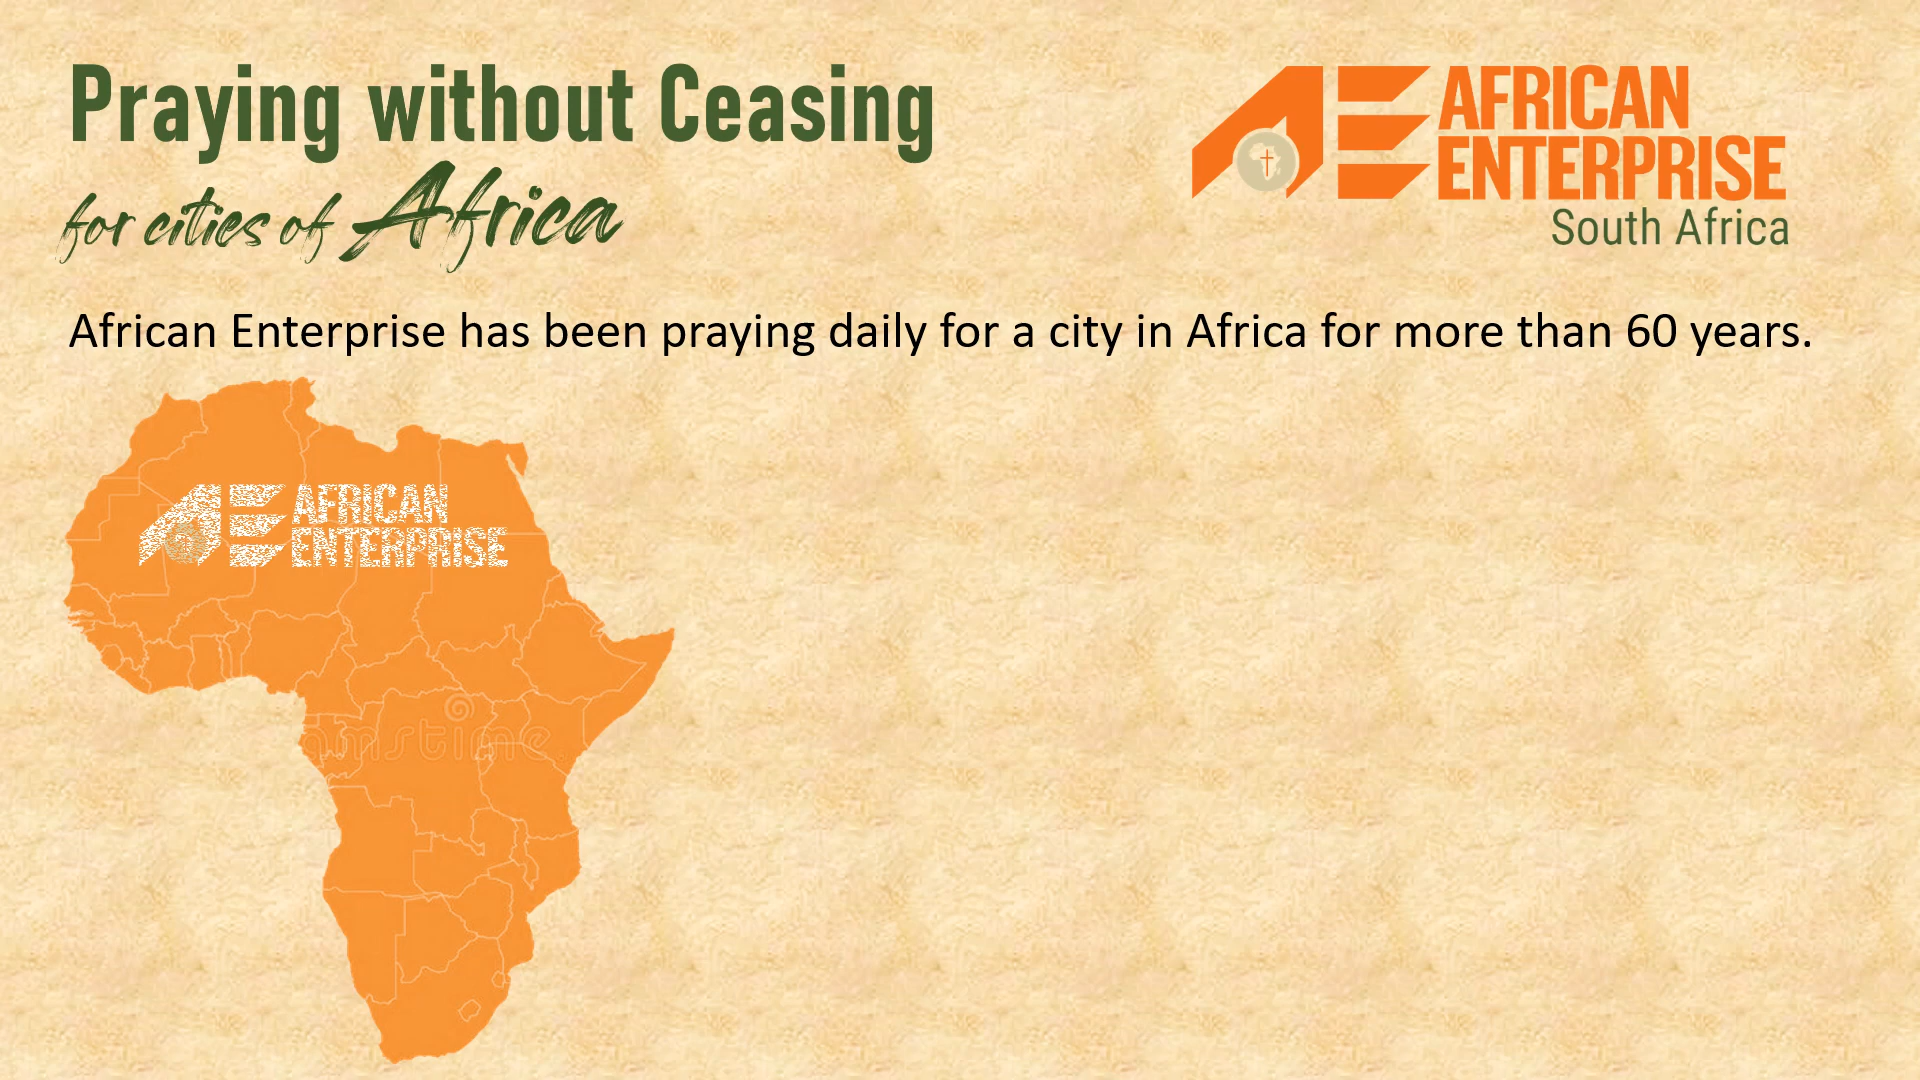 Praying without Ceasing
for cities of Africa
AFRICAN
ENTERPRISE
South Africa
African Enterprise has been praying daily for a city in Africa for more than 60 years.
AFRICAN
ENTERPRISE